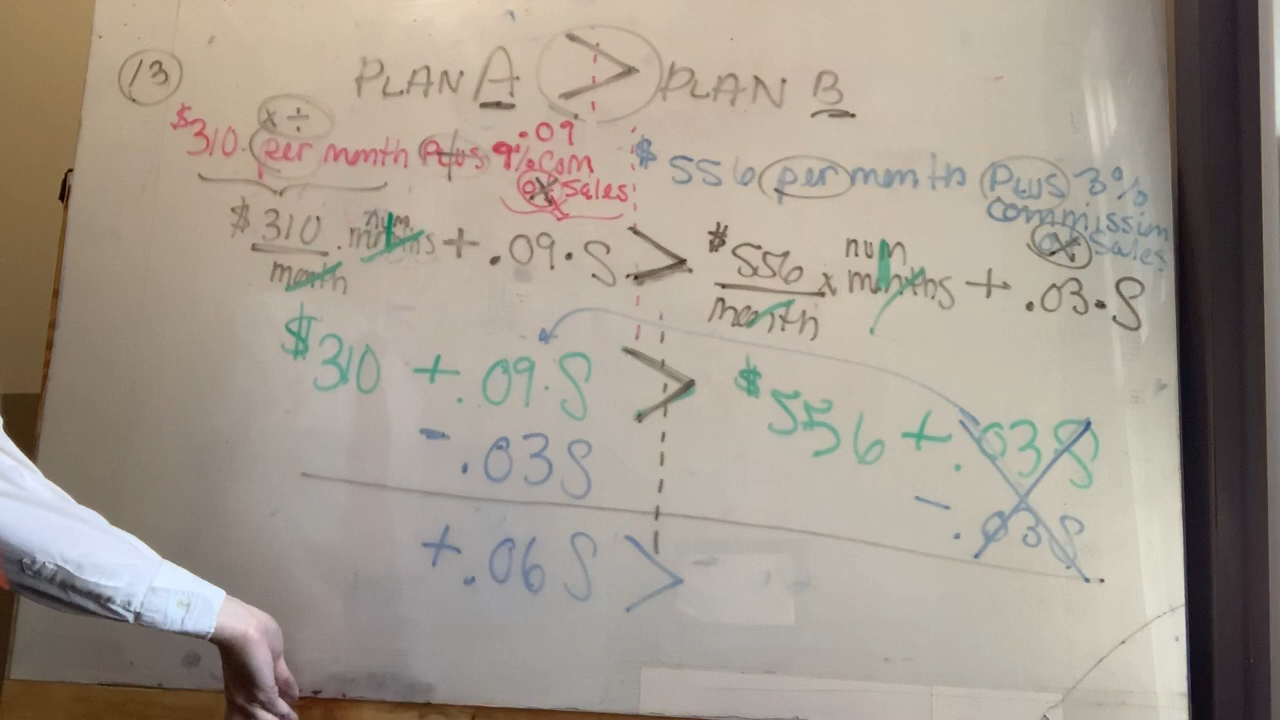 13
PLAN A > PLAN B
x ÷
.09
$310. per month Plus 9% Com
of Sales
$ 556 per month Plus 3%
commission
of Sales
$310 . num months + .09 . S > $556 x num months + .03 . S
month month
$310 + .09 . S > $556 + .03S
- .03S - .03S
+ .06S >